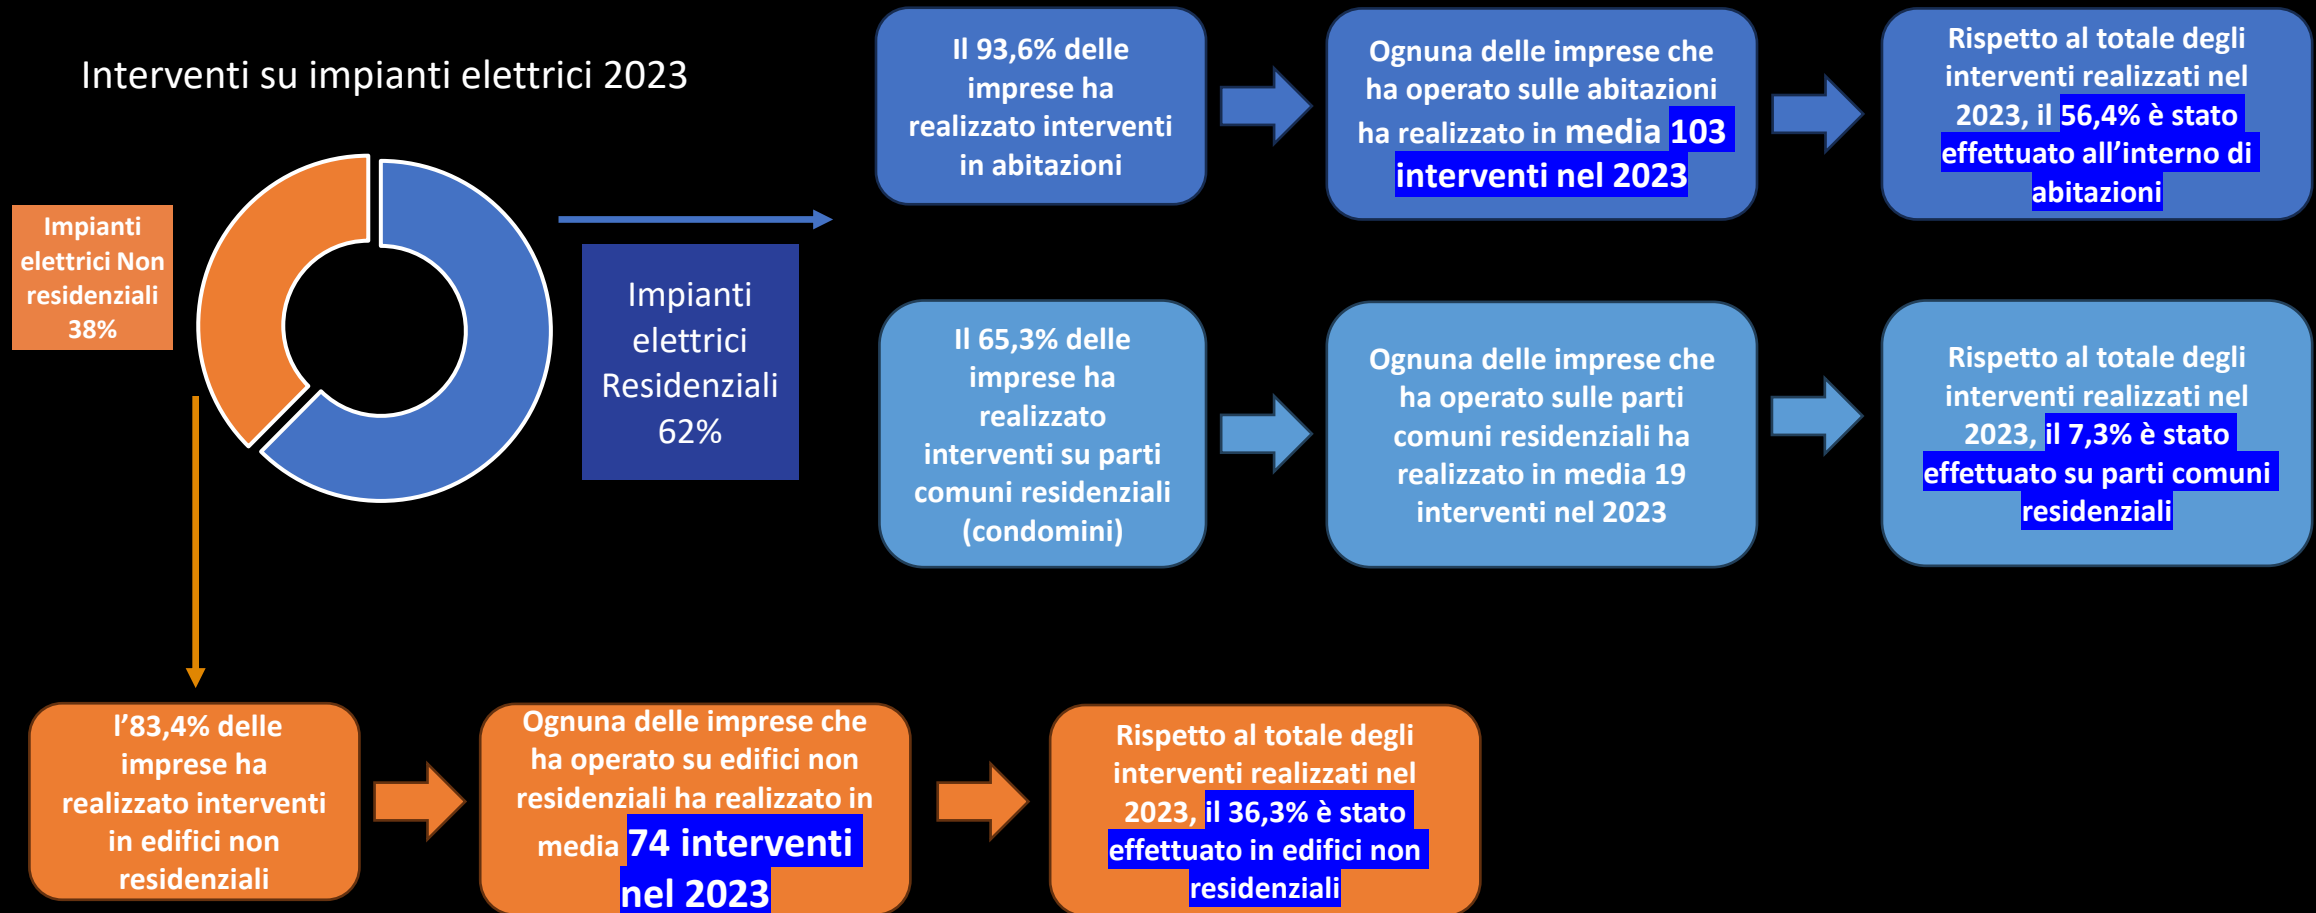 Interventi su impianti elettrici 2023
Impianti
elettrici Non
residenziali
38%
Impianti
elettrici
Residenziali
62%
Il 93,6% delle
imprese ha
realizzato interventi
in abitazioni
Ognuna delle imprese che
ha operato sulle abitazioni
ha realizzato in media 103
interventi nel 2023
Rispetto al totale degli
interventi realizzati nel
2023, il 56,4% è stato
effettuato all’interno di
abitazioni
Il 65,3% delle
imprese ha
realizzato
interventi su parti
comuni residenziali
(condomini)
Ognuna delle imprese che
ha operato sulle parti
comuni residenziali ha
realizzato in media 19
interventi nel 2023
Rispetto al totale degli
interventi realizzati nel
2023, il 7,3% è stato
effettuato su parti comuni
residenziali
l’83,4% delle
imprese ha
realizzato interventi
in edifici non
residenziali
Ognuna delle imprese che
ha operato su edifici non
residenziali ha realizzato in
media 74 interventi
nel 2023
Rispetto al totale degli
interventi realizzati nel
2023, il 36,3% è stato
effettuato in edifici non
residenziali